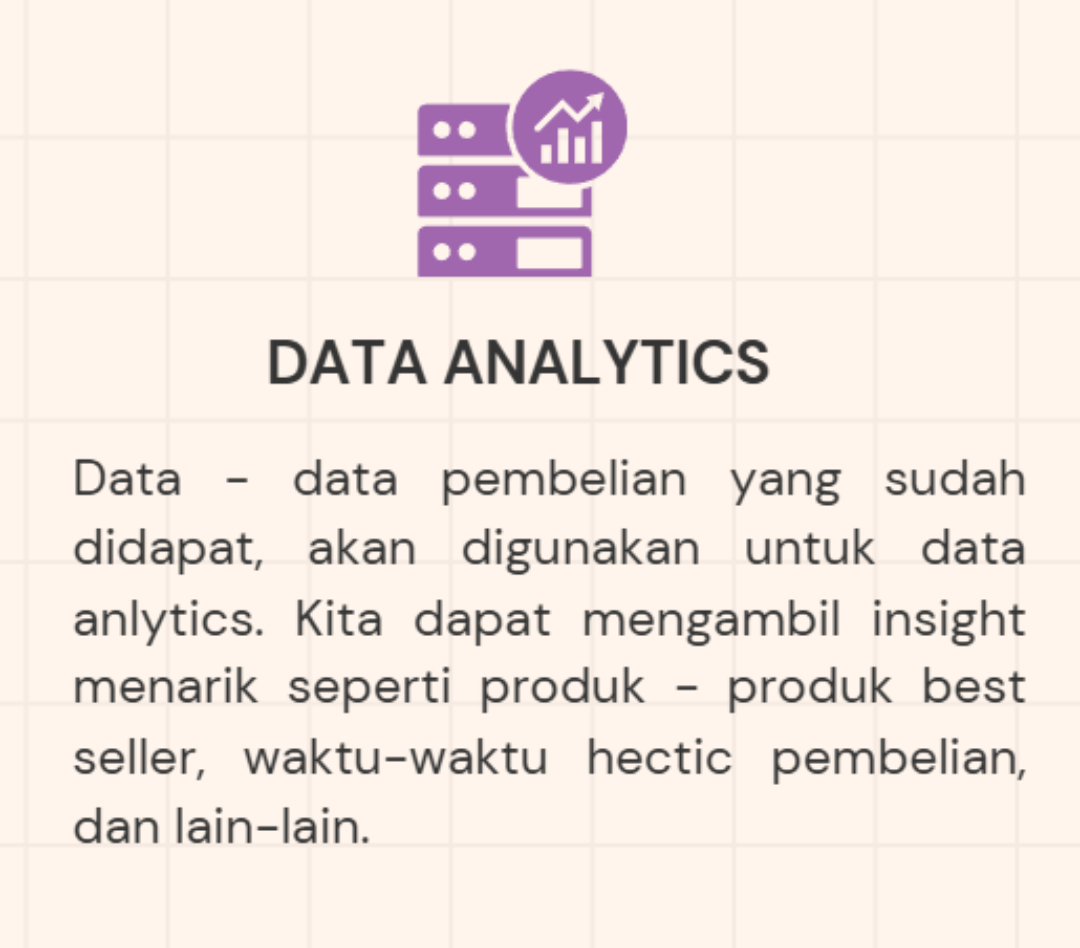 DATA ANALYTICS
Data - data pembelian yang sudah
didapat, akan digunakan untuk data
anlytics. Kita dapat mengambil insight
menarik seperti produk - produk best
seller, waktu-waktu hectic pembelian,
dan lain-lain.